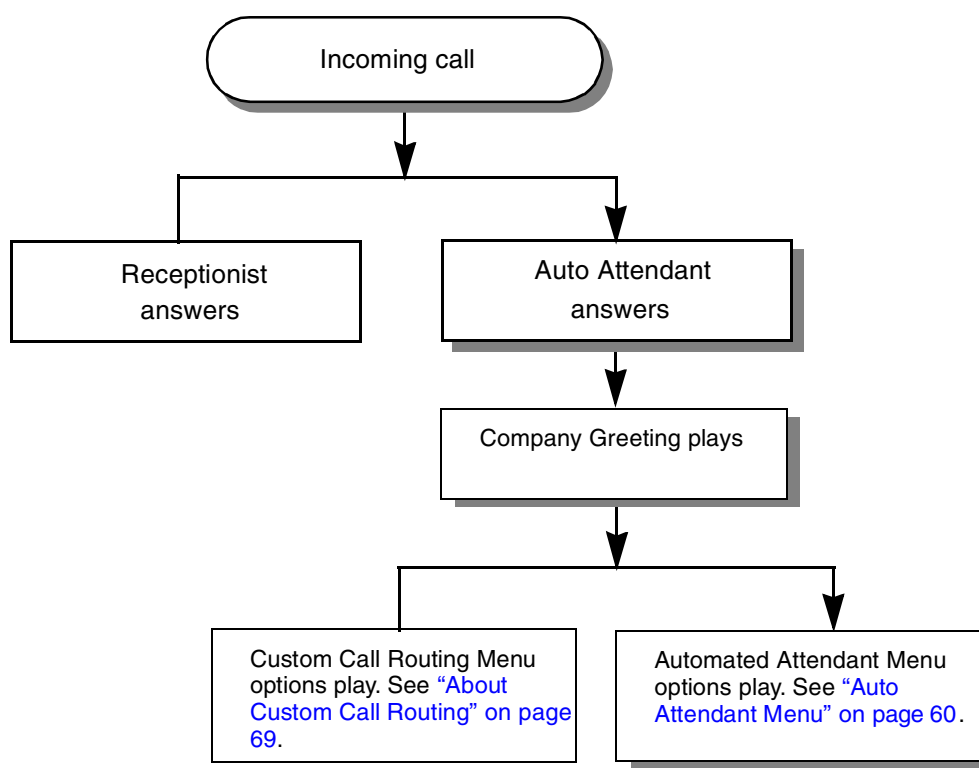 Incoming call
Receptionist
answers
Auto Attendant
answers
Company Greeting plays
Custom Call Routing Menu
options play. See “About
Custom Call Routing” on page
69.
Automated Attendant Menu
options play. See “Auto
Attendant Menu” on page 60.